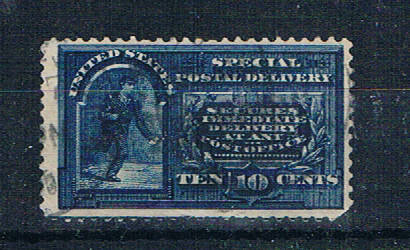 UNITED STATES
SPECIAL
POSTAL DELIVERY
SECURES
IMMEDIATE
DELIVERY
AT ANY
POST OFFICE.
TEN 10 CENTS